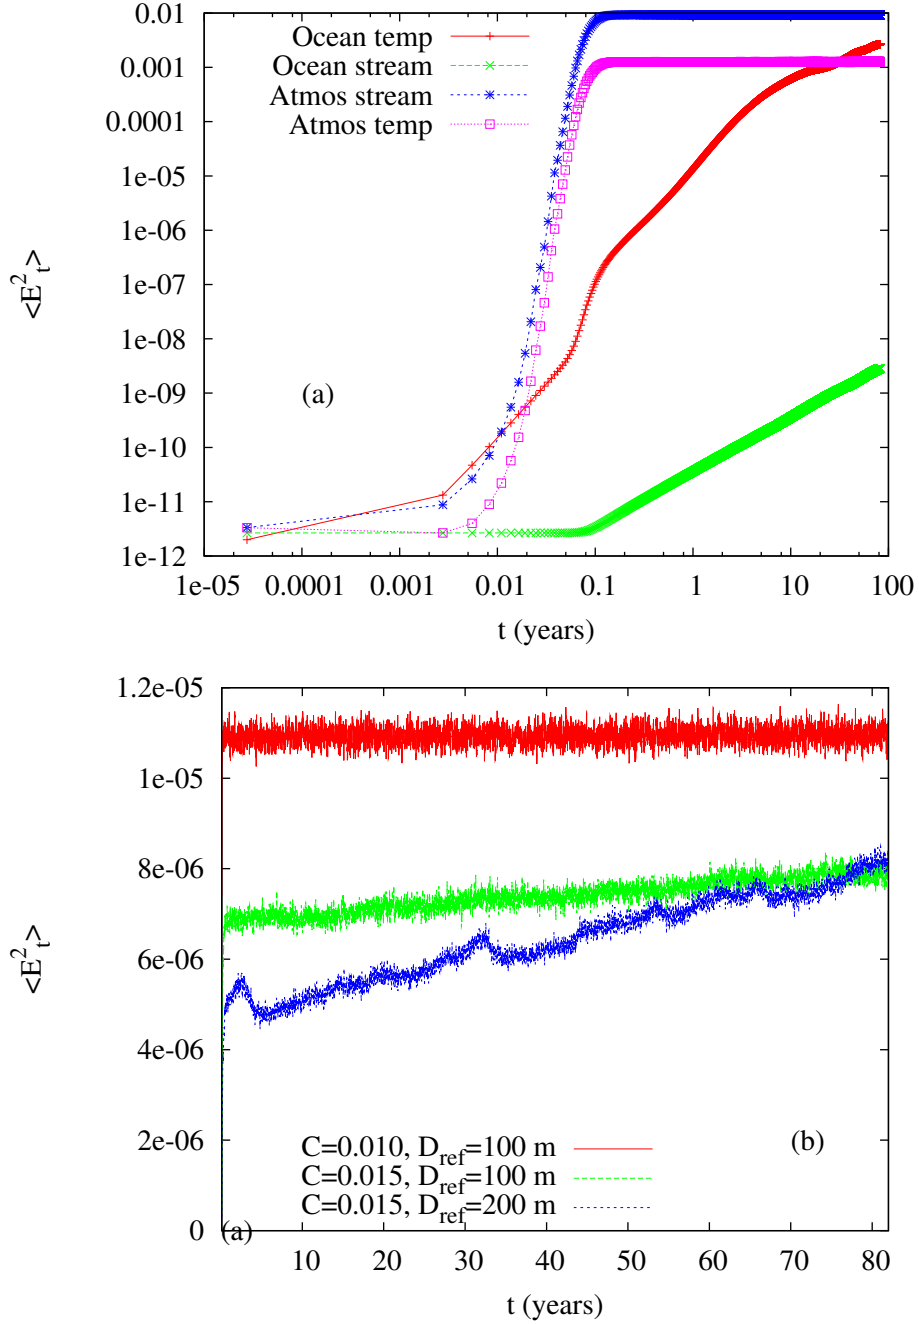 0.01
0.001
0.0001
1e-05
1e-06
1e-07
1e-08
1e-09
1e-10
1e-11
1e-12
<E²ₜ>
Ocean temp
Ocean stream
Atmos stream
Atmos temp
(a)
1e-05 0.0001 0.001 0.01 0.1 1 10 100
t (years)
1.2e-05
1e-05
8e-06
6e-06
4e-06
2e-06
0
<E²ₜ>
C=0.010, D_ref=100 m
C=0.015, D_ref=100 m
C=0.015, D_ref=200 m
(b)
(a)
10 20 30 40 50 60 70 80
t (years)